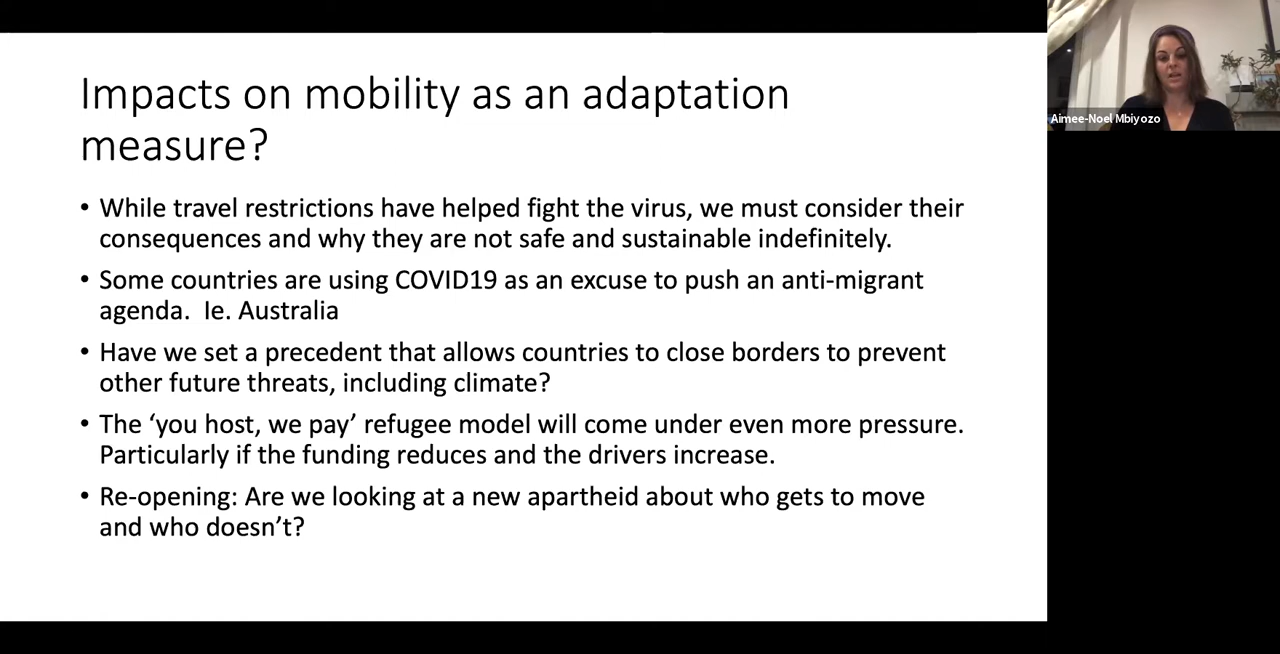 Impacts on mobility as an adaptation
measure?
• While travel restrictions have helped fight the virus, we must consider their
consequences and why they are not safe and sustainable indefinitely.
• Some countries are using COVID19 as an excuse to push an anti-migrant
agenda.  Ie. Australia
• Have we set a precedent that allows countries to close borders to prevent
other future threats, including climate?
• The ‘you host, we pay’ refugee model will come under even more pressure.
Particularly if the funding reduces and the drivers increase.
• Re-opening: Are we looking at a new apartheid about who gets to move
and who doesn’t?
Aimee-Noel Mbiyozo